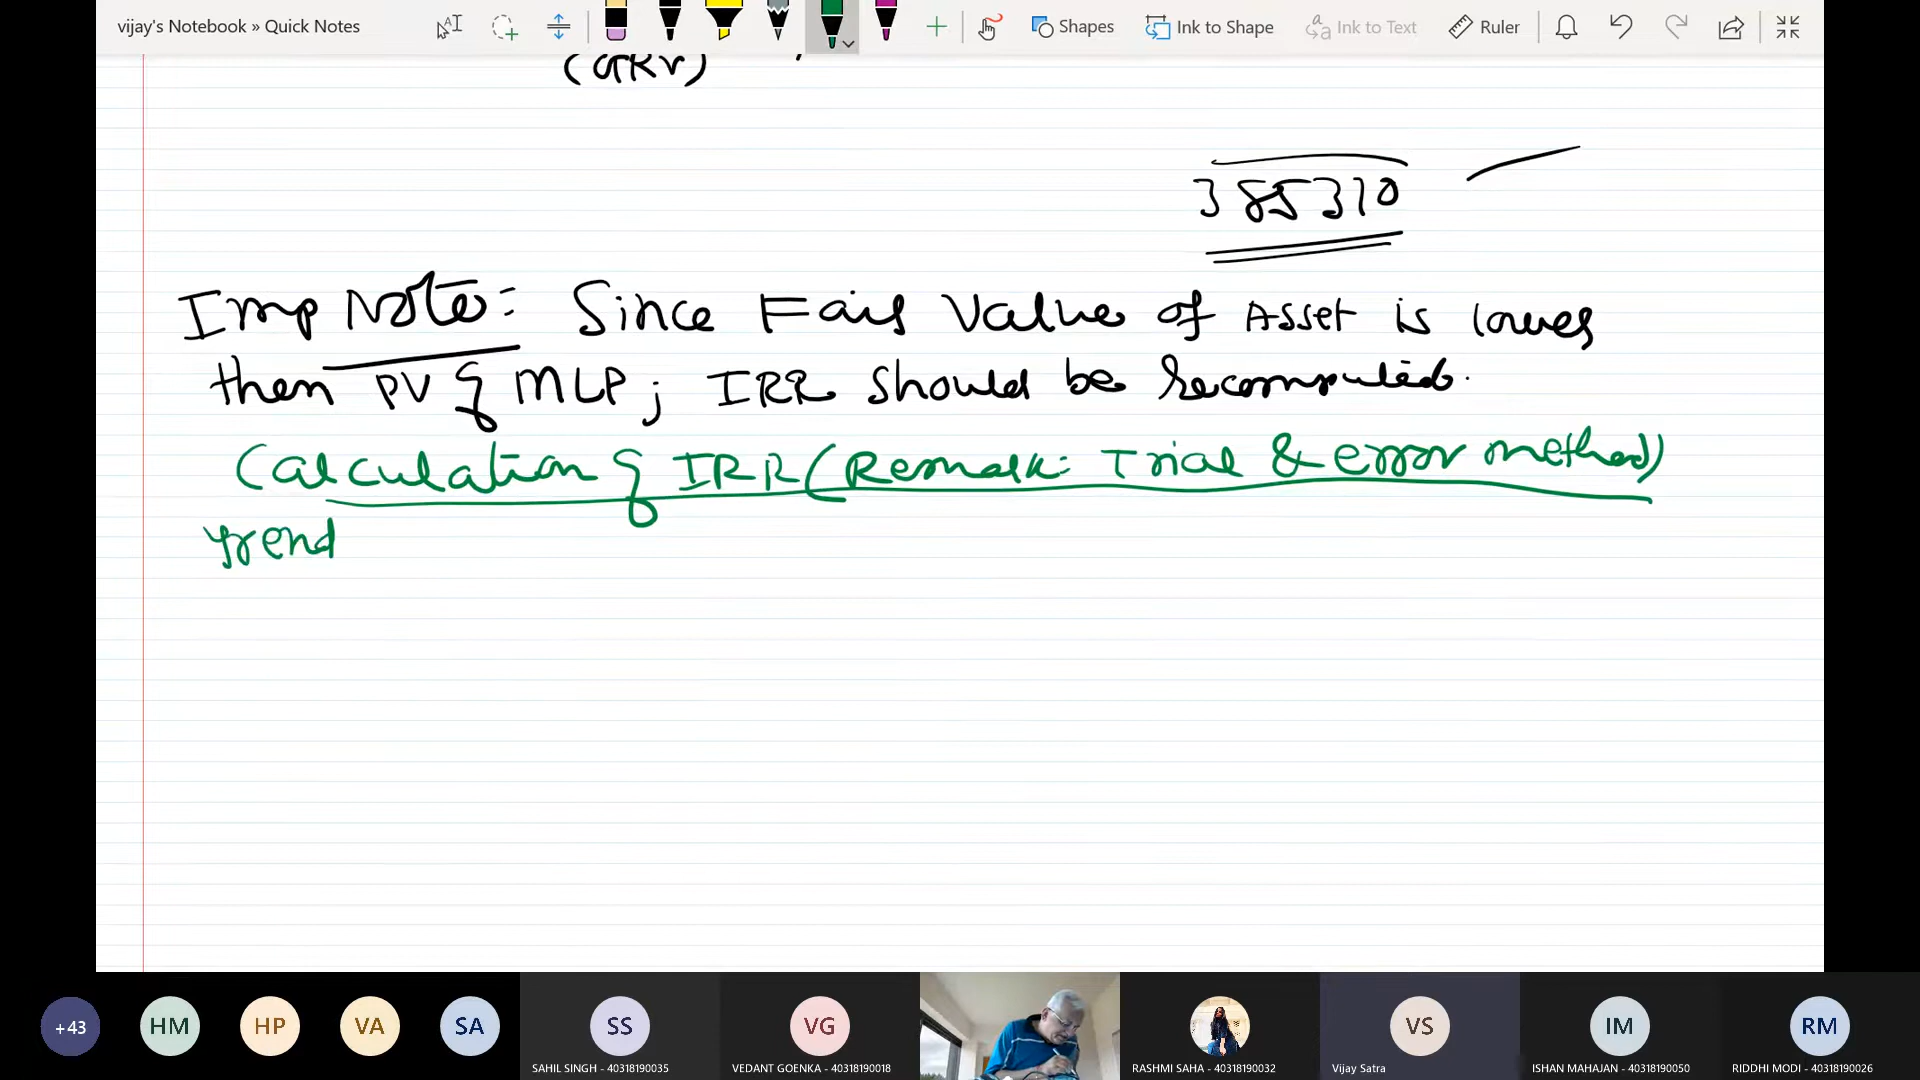 vijay's Notebook » Quick Notes
Shapes
Ink to Shape
Ink to Text
Ruler
(GRV)
385310
Imp Note: Since Fair Value of Asset is lower
then PV of MLP; IRR should be recomputed.
Calculation of IRR (Remark: Trial & error method)
Yrend
+43
HM
HP
VA
SA
SS
VG
VS
IM
RM
SAHIL SINGH - 40318190035
VEDANT GOENKA - 40318190018
RASHMI SAHA - 40318190032
Vijay Satra
ISHAN MAHAJAN - 40318190050
RIDDHI MODI - 40318190026